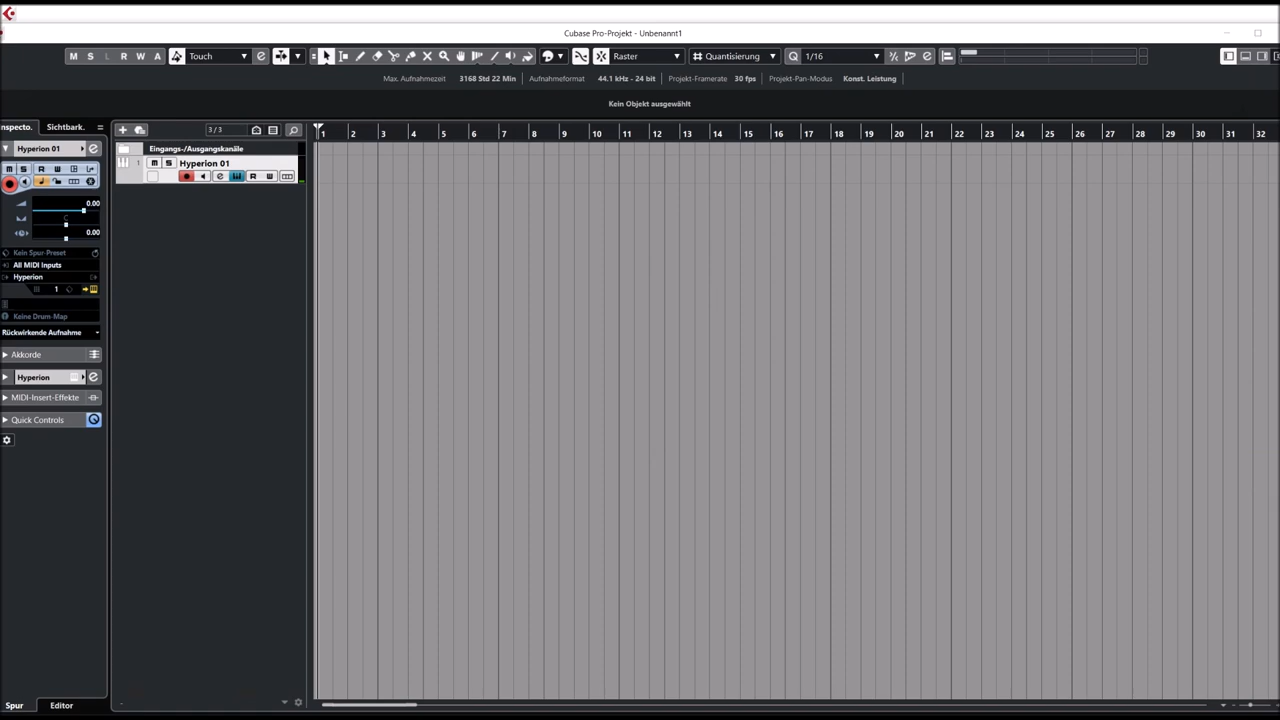 Cubase Pro-Projekt - Unbenannt1
M S L R W A Touch Raster Quantisierung Q 1/16
Max. Aufnahmezeit 3168 Std 22 Min Aufnahmeformat 44.1 kHz - 24 bit Projekt-Framerate 30 fps Projekt-Pan-Modus Konst. Leistung
Kein Objekt ausgewählt
nspecto. Sichtbark.
3/3
1 2 3 4 5 6 7 8 9 10 11 12 13 14 15 16 17 18 19 20 21 22 23 24 25 26 27 28 29 30 31 32
Hyperion 01
Eingangs-/Ausgangskanäle
1 M S Hyperion 01
R W
M S R W
0.00
C
0.00
Kein Spur-Preset
All MIDI Inputs
Hyperion
1
Keine Drum-Map
Rückwirkende Aufnahme
Akkorde
Hyperion
MIDI-Insert-Effekte
Quick Controls
Spur Editor